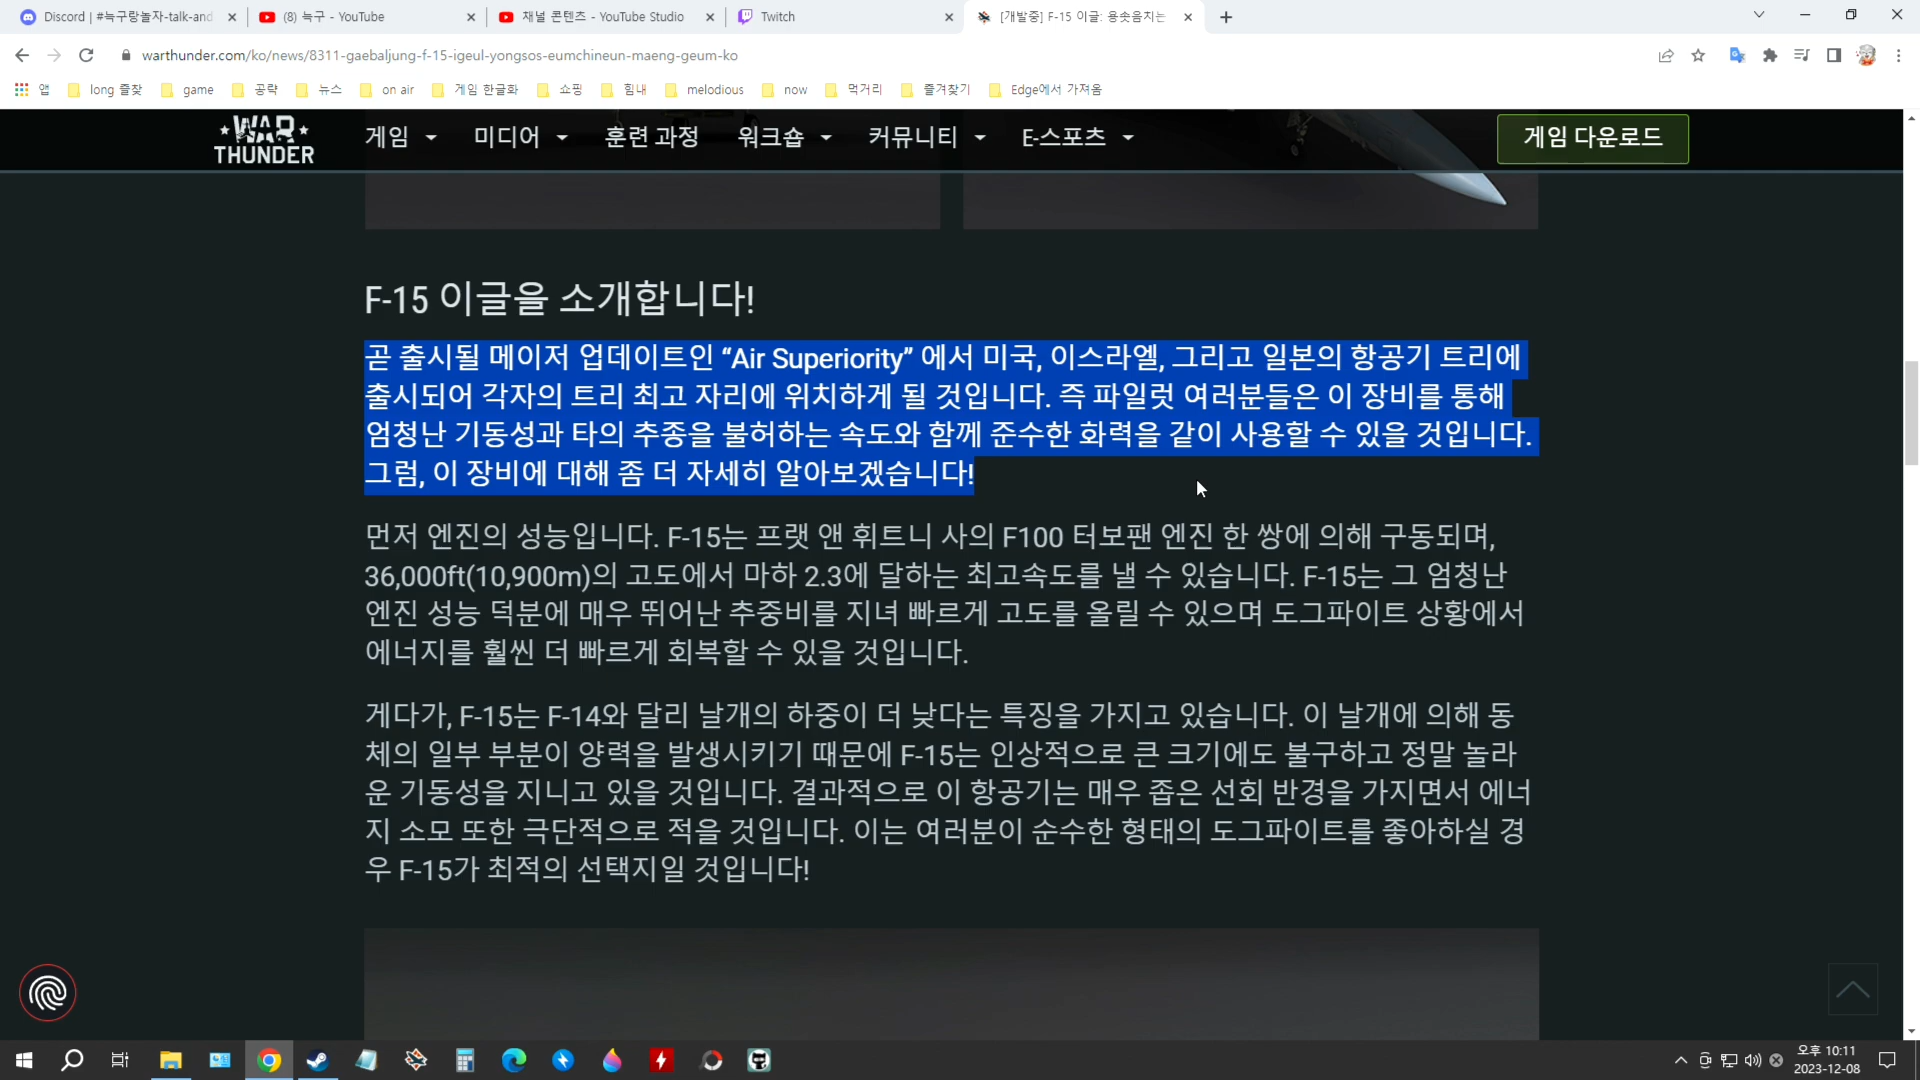 Discord | #늑구랑놀자-talk-and
(8) 늑구 - YouTube
채널 콘텐츠 - YouTube Studio
Twitch
[개발중] F-15 이글: 용솟음치는
warthunder.com/ko/news/8311-gaebaljung-f-15-igeul-yongsos-eumchineun-maeng-geum-ko
앱
long 즐찾
game
공략
뉴스
on air
게임 한글화
쇼핑
힘내
melodious
now
먹거리
즐겨찾기
Edge에서 가져옴
WAR THUNDER
게임
미디어
훈련 과정
워크숍
커뮤니티
E-스포츠
게임 다운로드
F-15 이글을 소개합니다!
곧 출시될 메이저 업데이트인 “Air Superiority” 에서 미국, 이스라엘, 그리고 일본의 항공기 트리에
출시되어 각자의 트리 최고 자리에 위치하게 될 것입니다. 즉 파일럿 여러분들은 이 장비를 통해
엄청난 기동성과 타의 추종을 불허하는 속도와 함께 준수한 화력을 같이 사용할 수 있을 것입니다.
그럼, 이 장비에 대해 좀 더 자세히 알아보겠습니다!
먼저 엔진의 성능입니다. F-15는 프랫 앤 휘트니 사의 F100 터보팬 엔진 한 쌍에 의해 구동되며,
36,000ft(10,900m)의 고도에서 마하 2.3에 달하는 최고속도를 낼 수 있습니다. F-15는 그 엄청난
엔진 성능 덕분에 매우 뛰어난 추중비를 지녀 빠르게 고도를 올릴 수 있으며 도그파이트 상황에서
에너지를 훨씬 더 빠르게 회복할 수 있을 것입니다.
게다가, F-15는 F-14와 달리 날개의 하중이 더 낮다는 특징을 가지고 있습니다. 이 날개에 의해 동
체의 일부 부분이 양력을 발생시키기 때문에 F-15는 인상적으로 큰 크기에도 불구하고 정말 놀라
운 기동성을 지니고 있을 것입니다. 결과적으로 이 항공기는 매우 좁은 선회 반경을 가지면서 에너
지 소모 또한 극단적으로 적을 것입니다. 이는 여러분이 순수한 형태의 도그파이트를 좋아하실 경
우 F-15가 최적의 선택지일 것입니다!
오후 10:11
2023-12-08